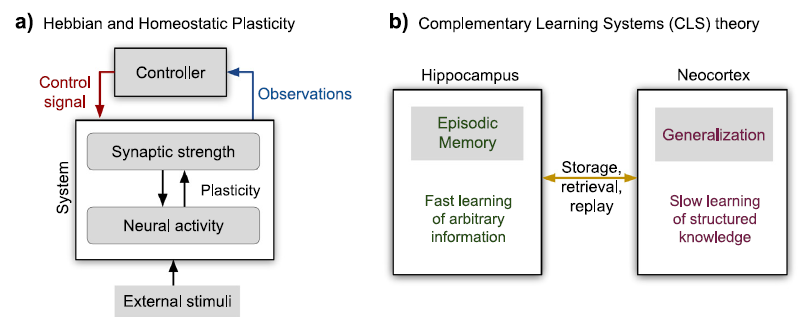 a) Hebbian and Homeostatic Plasticity
Controller
Control
signal
Observations
System
Synaptic strength
Plasticity
Neural activity
External stimuli
b) Complementary Learning Systems (CLS) theory
Hippocampus
Episodic
Memory
Fast learning
of arbitrary
information
Storage,
retrieval,
replay
Neocortex
Generalization
Slow learning
of structured
knowledge